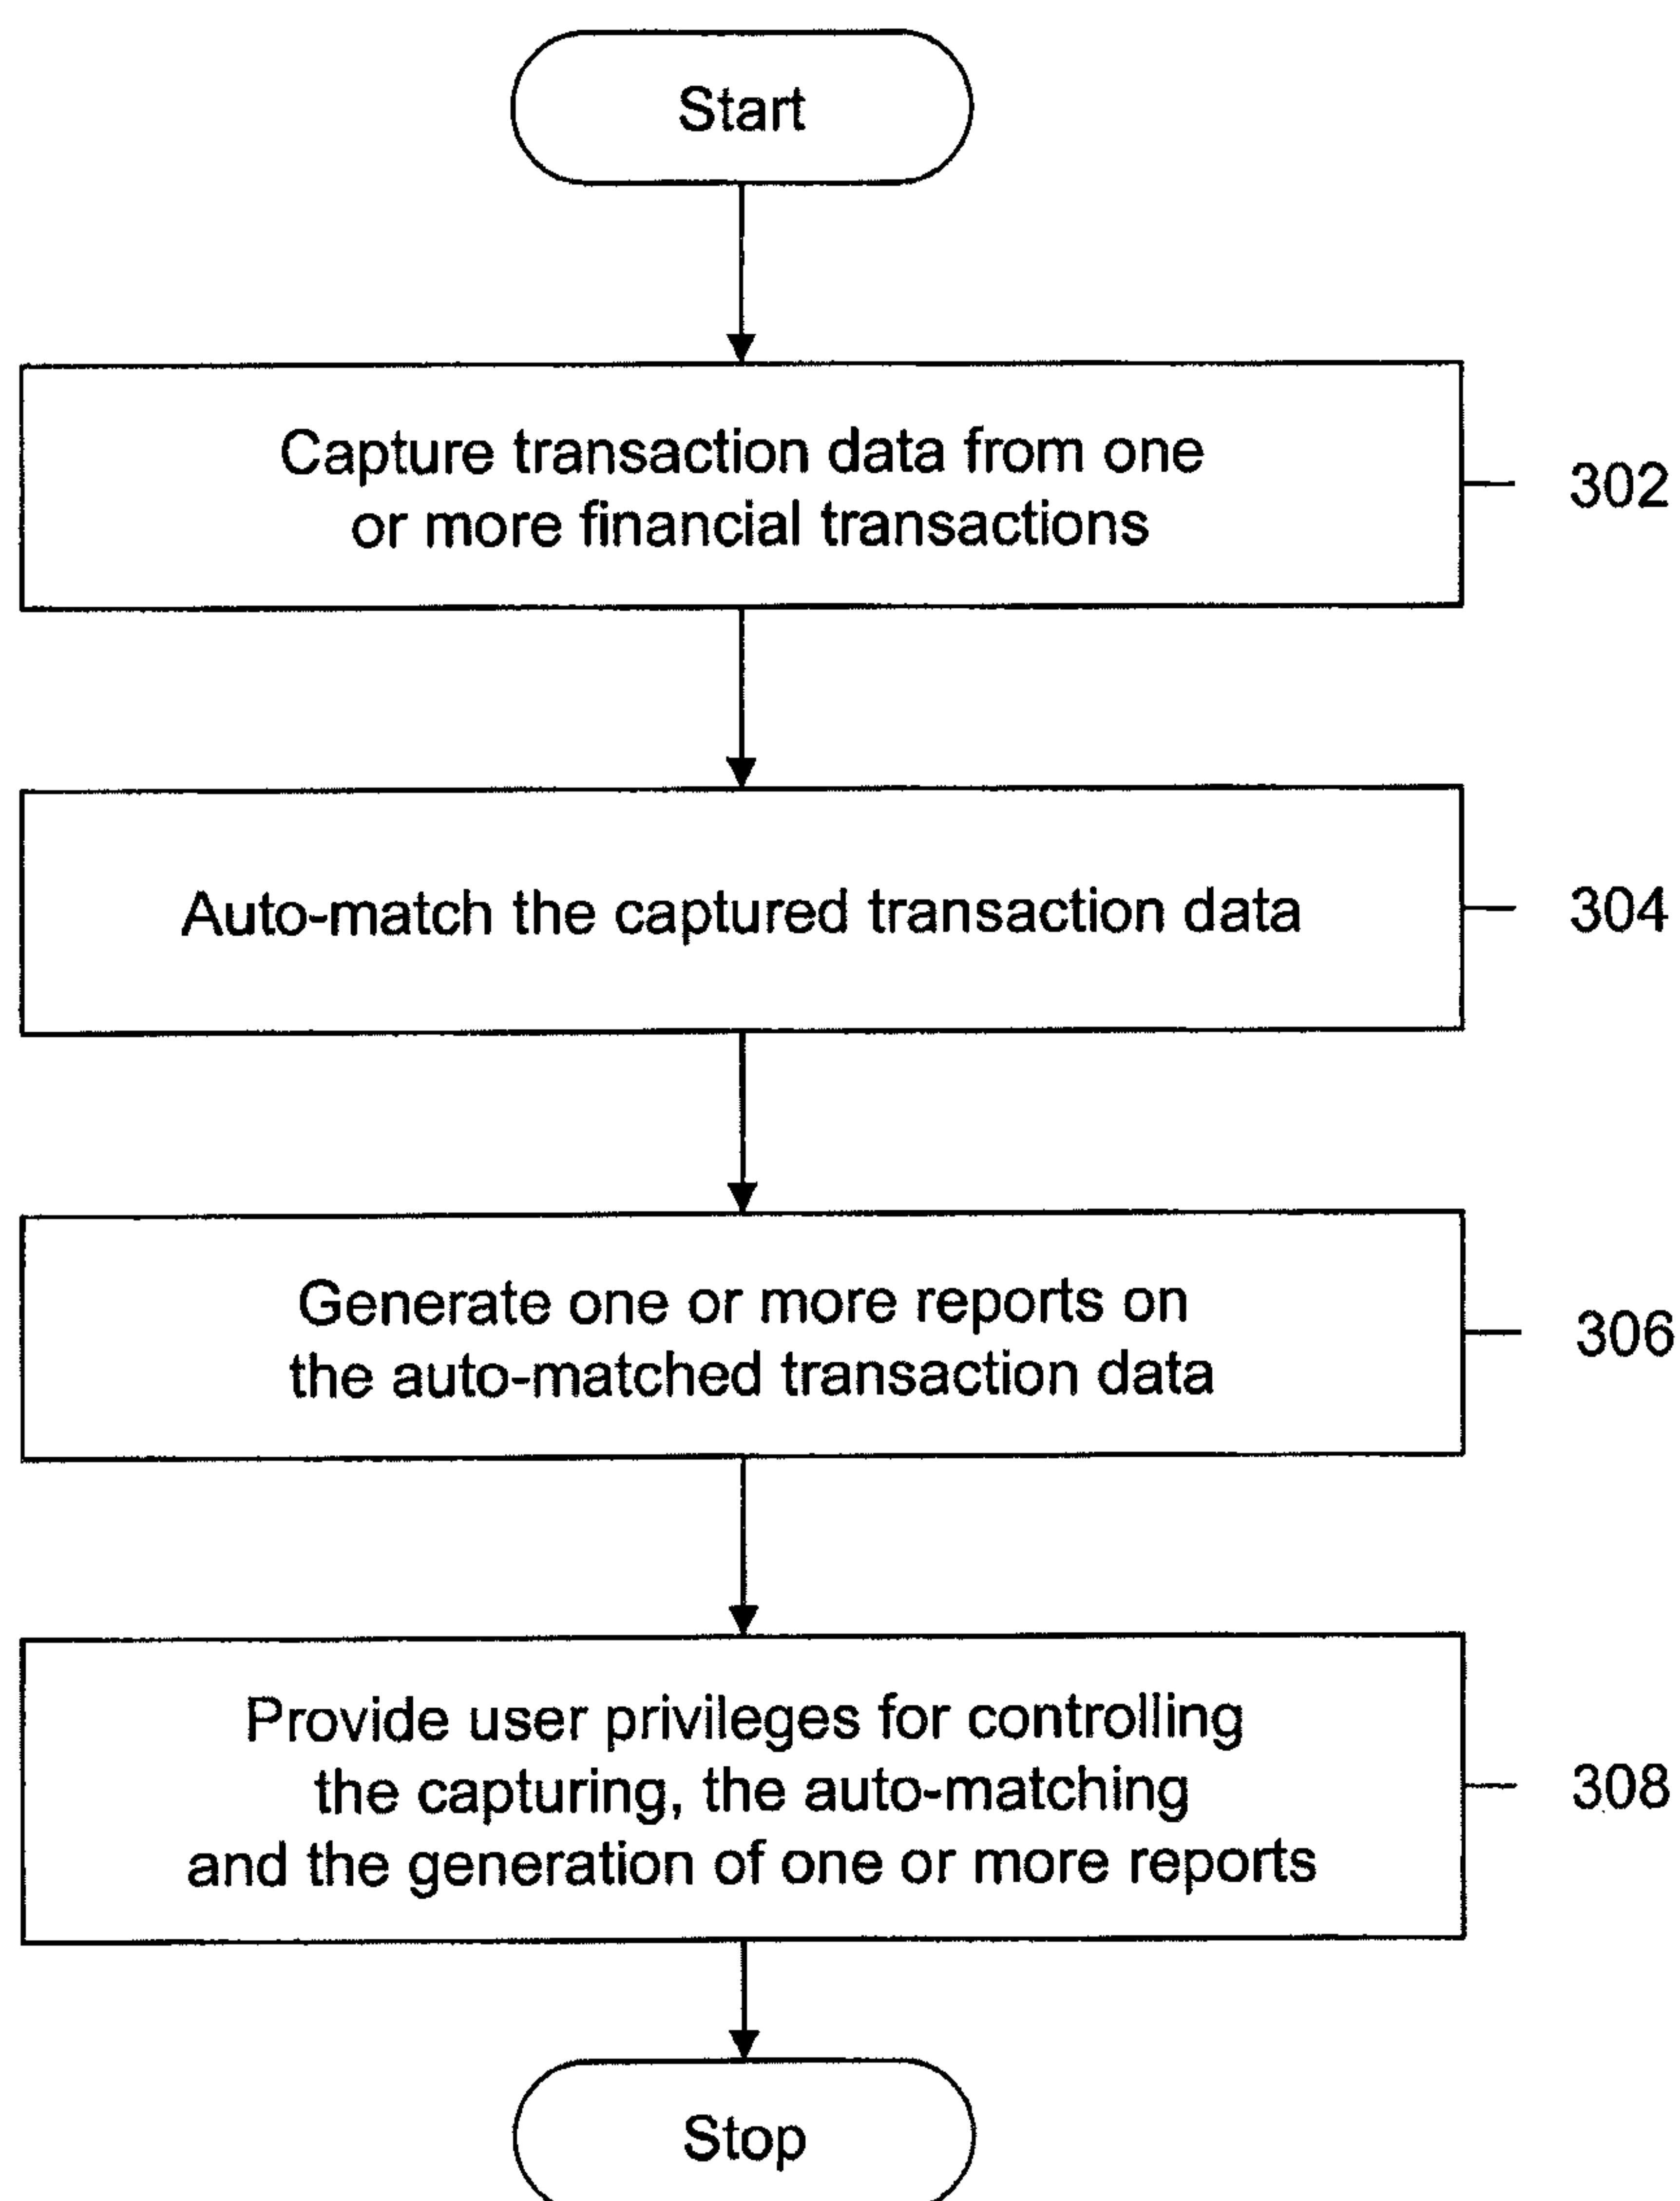 Start
Capture transaction data from one
or more financial transactions
302
Auto-match the captured transaction data
304
Generate one or more reports on
the auto-matched transaction data
306
Provide user privileges for controlling
the capturing, the auto-matching
and the generation of one or more reports
308
Stop